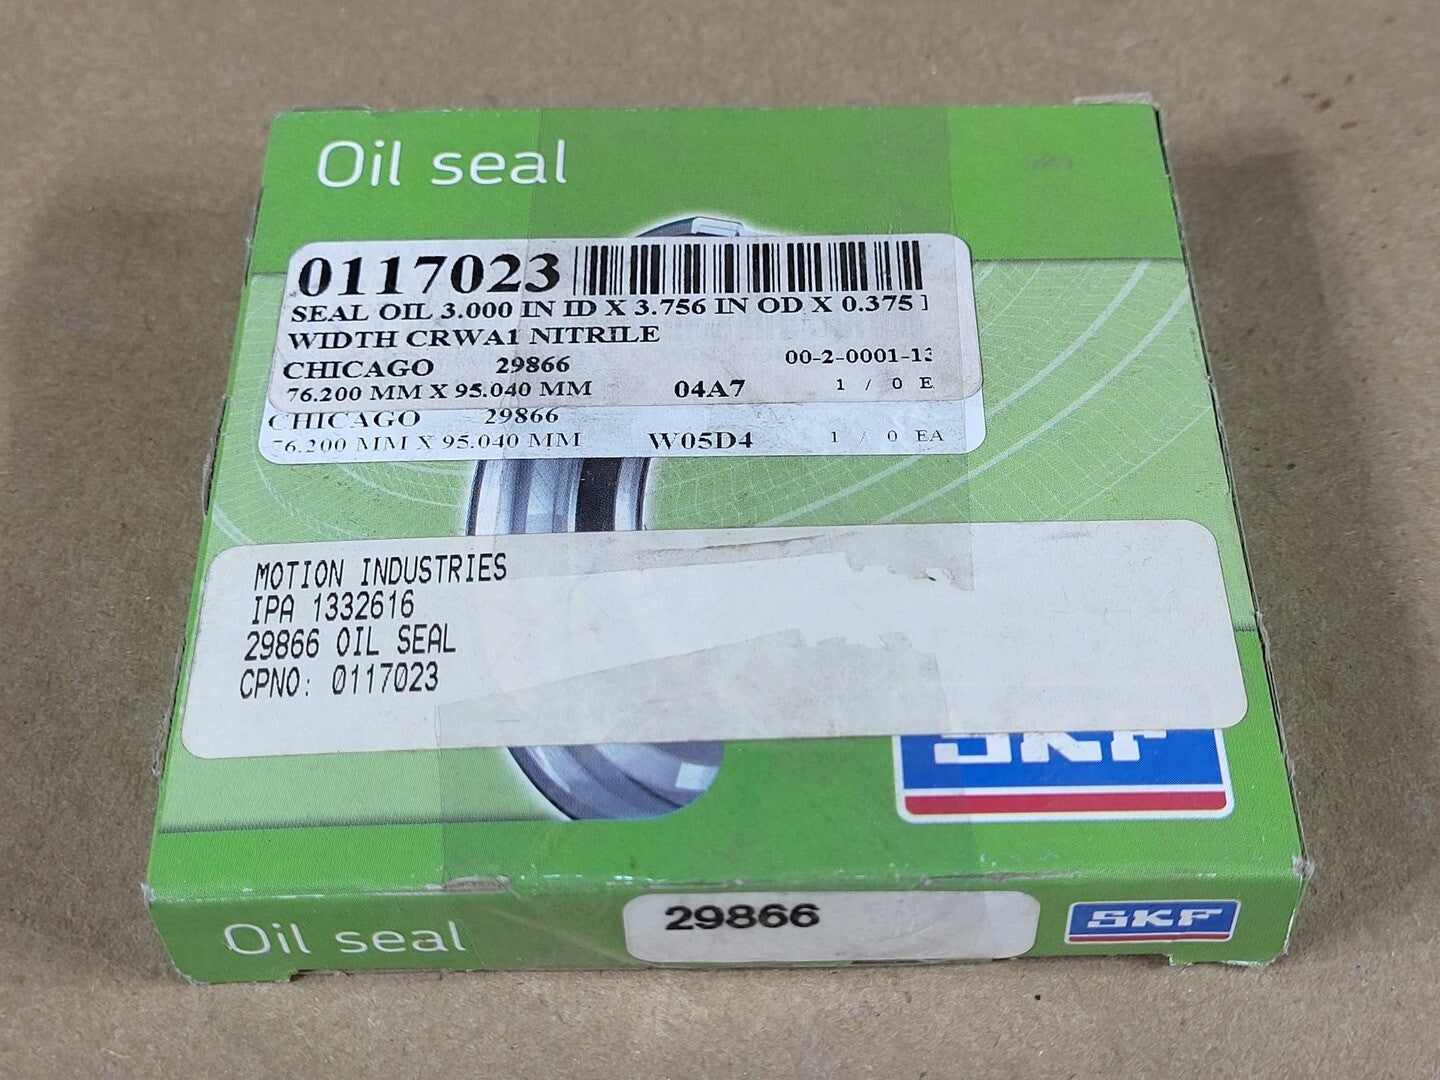 Oil seal
0117023
SEAL OIL 3.000 IN ID X 3.756 IN OD X 0.375
WIDTH CRWA1 NITRILE
CHICAGO 29866 00-2-0001-13
76.200 MM X 95.040 MM 04A7 1 / 0 E
CHICAGO 29866
76.200 MM X 95.040 MM W05D4 1 / 0 EA
MOTION INDUSTRIES
IPA 1332616
29866 OIL SEAL
CPNO: 0117023
SKF
Oil seal 29866 SKF